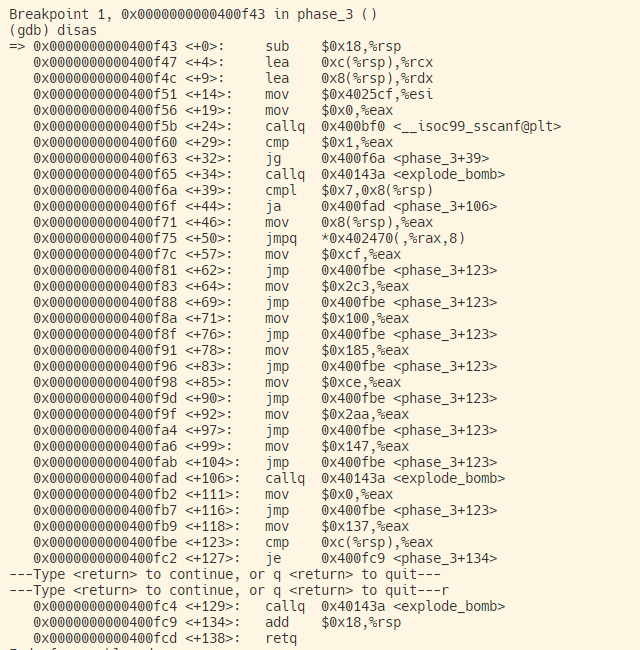 Breakpoint 1, 0x0000000000400f43 in phase_3 ()
(gdb) disas
=> 0x0000000000400f43 <+0>:     sub    $0x18,%rsp
   0x0000000000400f47 <+4>:     lea    0xc(%rsp),%rcx
   0x0000000000400f4c <+9>:     lea    0x8(%rsp),%rdx
   0x0000000000400f51 <+14>:    mov    $0x4025cf,%esi
   0x0000000000400f56 <+19>:    mov    $0x0,%eax
   0x0000000000400f5b <+24>:    callq  0x400bf0 <__isoc99_sscanf@plt>
   0x0000000000400f60 <+29>:    cmp    $0x1,%eax
   0x0000000000400f63 <+32>:    jg     0x400f6a <phase_3+39>
   0x0000000000400f65 <+34>:    callq  0x40143a <explode_bomb>
   0x0000000000400f6a <+39>:    cmpl   $0x7,0x8(%rsp)
   0x0000000000400f6f <+44>:    ja     0x400fad <phase_3+106>
   0x0000000000400f71 <+46>:    mov    0x8(%rsp),%eax
   0x0000000000400f75 <+50>:    jmpq   *0x402470(,%rax,8)
   0x0000000000400f7c <+57>:    mov    $0xcf,%eax
   0x0000000000400f81 <+62>:    jmp    0x400fbe <phase_3+123>
   0x0000000000400f83 <+64>:    mov    $0x2c3,%eax
   0x0000000000400f88 <+69>:    jmp    0x400fbe <phase_3+123>
   0x0000000000400f8a <+71>:    mov    $0x100,%eax
   0x0000000000400f8f <+76>:    jmp    0x400fbe <phase_3+123>
   0x0000000000400f91 <+78>:    mov    $0x185,%eax
   0x0000000000400f96 <+83>:    jmp    0x400fbe <phase_3+123>
   0x0000000000400f98 <+85>:    mov    $0xce,%eax
   0x0000000000400f9d <+90>:    jmp    0x400fbe <phase_3+123>
   0x0000000000400f9f <+92>:    mov    $0x2aa,%eax
   0x0000000000400fa4 <+97>:    jmp    0x400fbe <phase_3+123>
   0x0000000000400fa6 <+99>:    mov    $0x147,%eax
   0x0000000000400fab <+104>:   jmp    0x400fbe <phase_3+123>
   0x0000000000400fad <+106>:   callq  0x40143a <explode_bomb>
   0x0000000000400fb2 <+111>:   mov    $0x0,%eax
   0x0000000000400fb7 <+116>:   jmp    0x400fbe <phase_3+123>
   0x0000000000400fb9 <+118>:   mov    $0x137,%eax
   0x0000000000400fbe <+123>:   cmp    0xc(%rsp),%eax
   0x0000000000400fc2 <+127>:   je     0x400fc9 <phase_3+134>
---Type <return> to continue, or q <return> to quit---
---Type <return> to continue, or q <return> to quit---r
   0x0000000000400fc4 <+129>:   callq  0x40143a <explode_bomb>
   0x0000000000400fc9 <+134>:   add    $0x18,%rsp
   0x0000000000400fcd <+138>:   retq